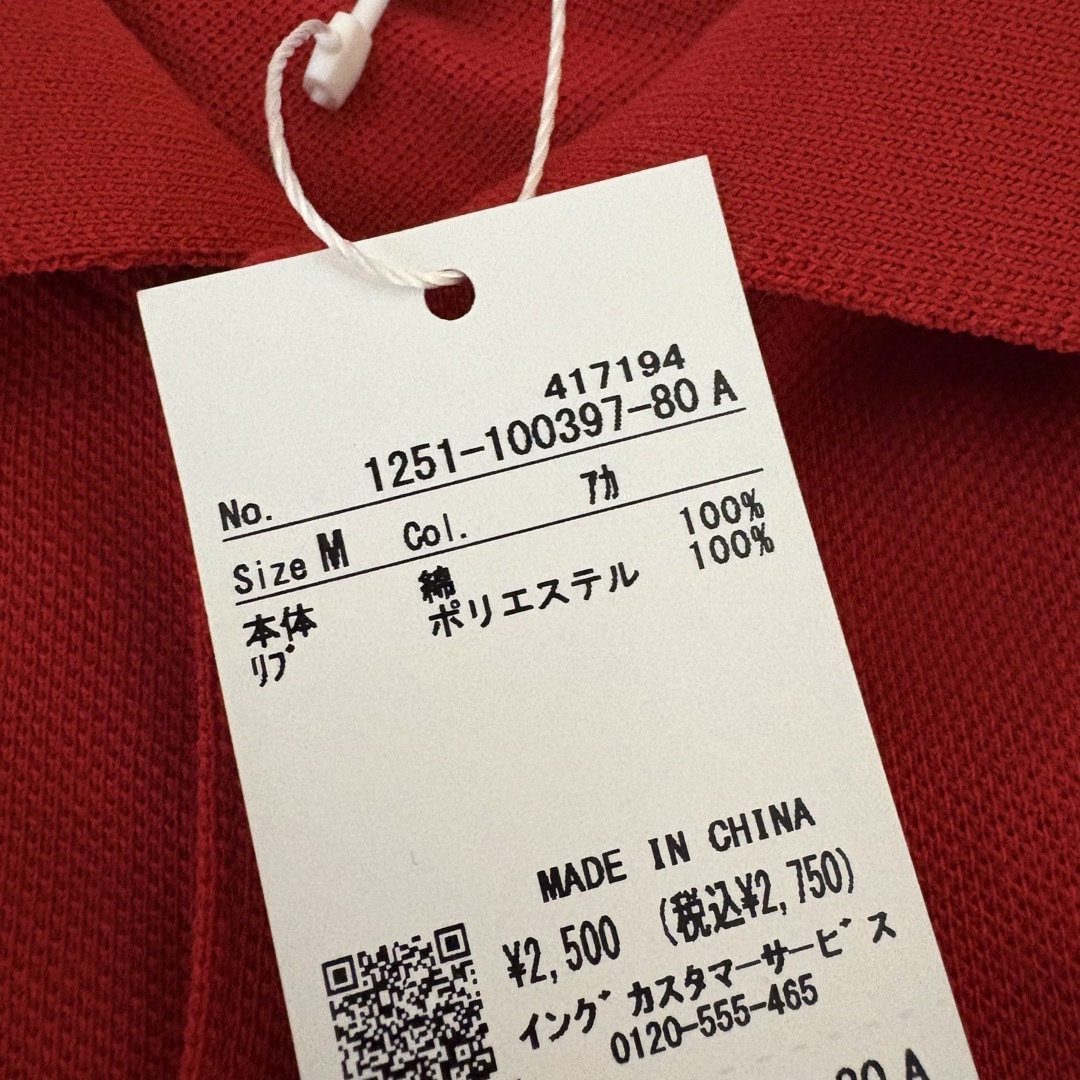 417194
No. 1251-100397-80 A
Size M Col. ｱｶ
本体 綿 100%
ﾘﾌﾞ ポリエステル 100%
MADE IN CHINA
¥2,500 (税込¥2,750)
イングﾞ カスタマーサービﾞス
0120-555-465
80 A